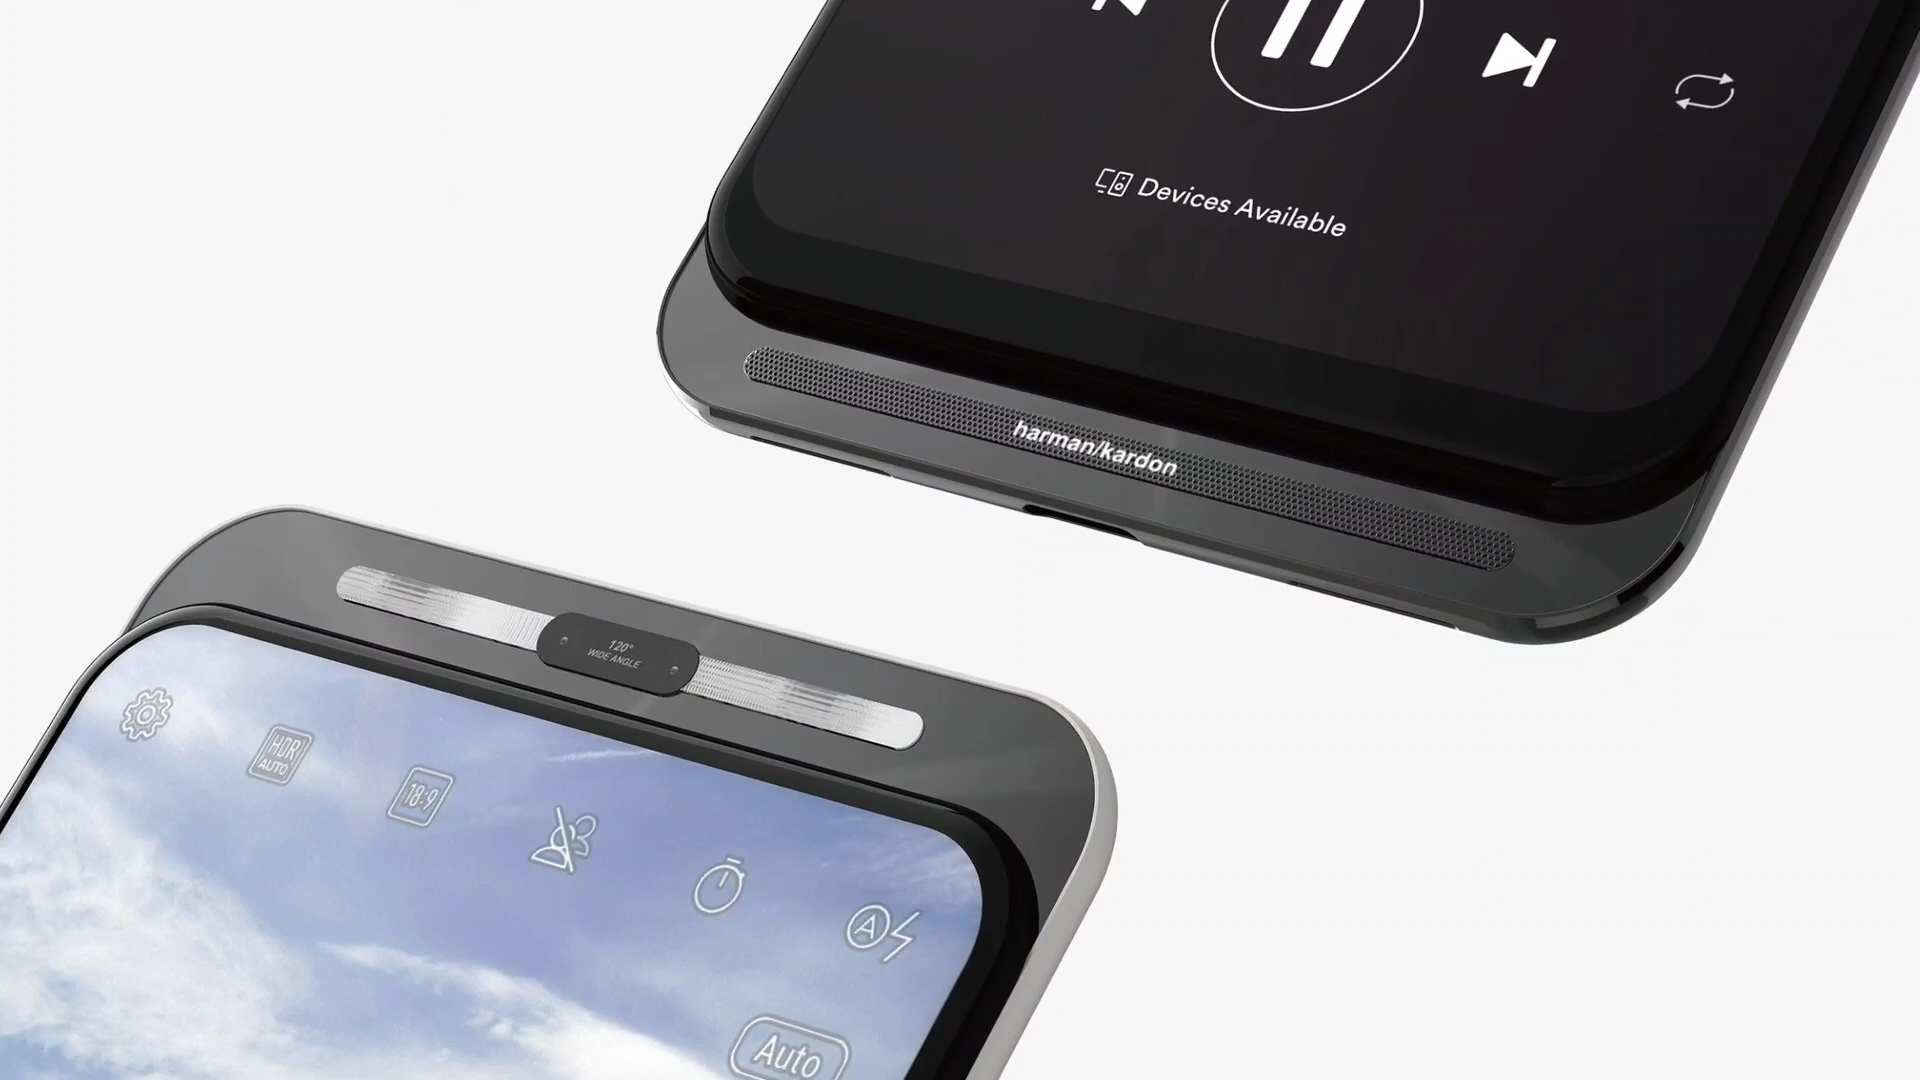 Devices Available
harman/kardon
120°
WIDE ANGLE
HDR
AUTO
18:9
A
Auto